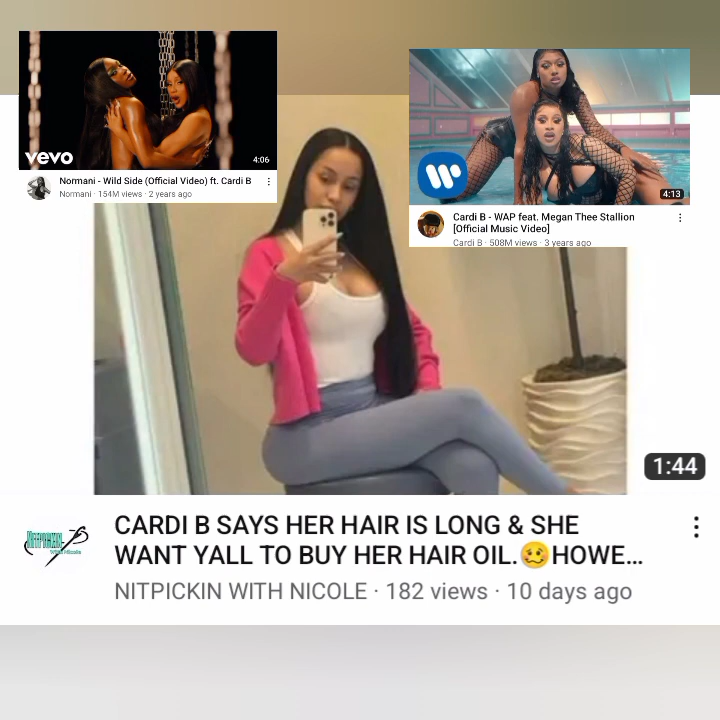 vevo
4:06
Normani - Wild Side (Official Video) ft. Cardi B
Normani · 154M views · 2 years ago
4:13
Cardi B - WAP feat. Megan Thee Stallion
[Official Music Video]
Cardi B · 508M views · 3 years ago
1:44
CARDI B SAYS HER HAIR IS LONG & SHE
WANT YALL TO BUY HER HAIR OIL.🥴HOWE...
NITPICKIN WITH NICOLE · 182 views · 10 days ago